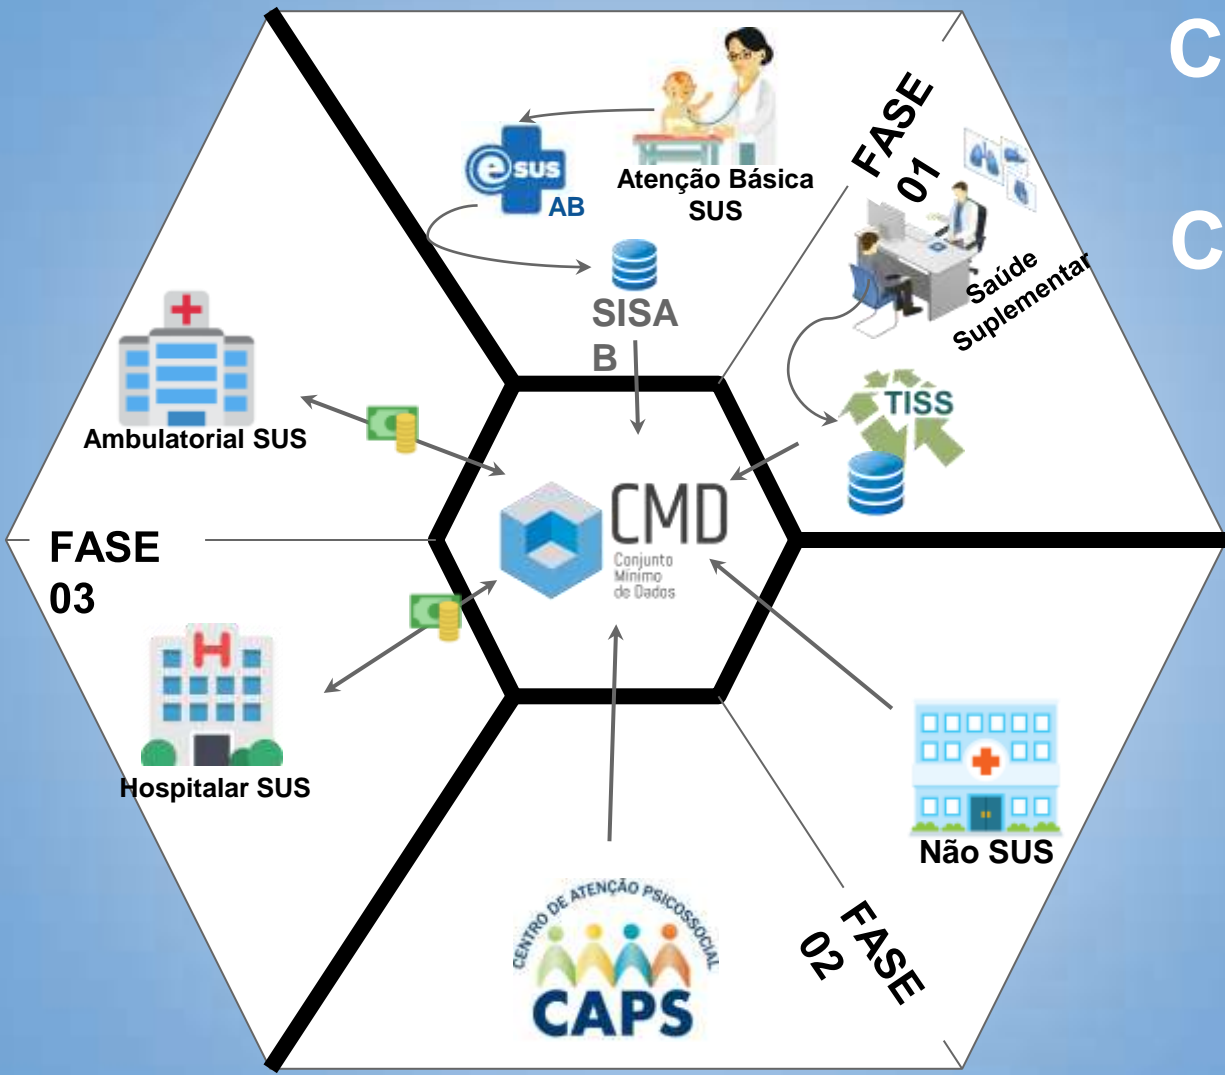 C
C
FASE
01
e sus
AB
Atenção Básica
SUS
SISA
B
Saúde
Suplementar
TISS
Ambulatorial SUS
CMD
Conjunto
Mínimo
de Dados
FASE
03
H
Hospitalar SUS
Não SUS
CENTRO DE ATENÇÃO PSICOSSOCIAL
CAPS
FASE
02